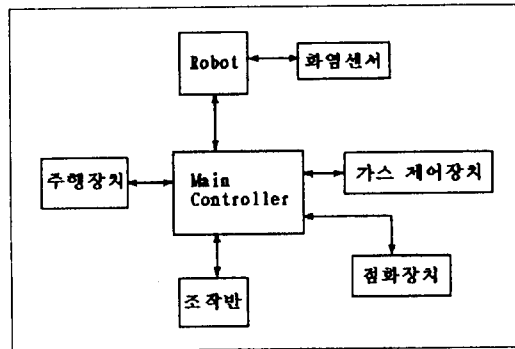 Robot
화염센서
주행장치
Main
Controller
가스 제어장치
점화장치
조작반